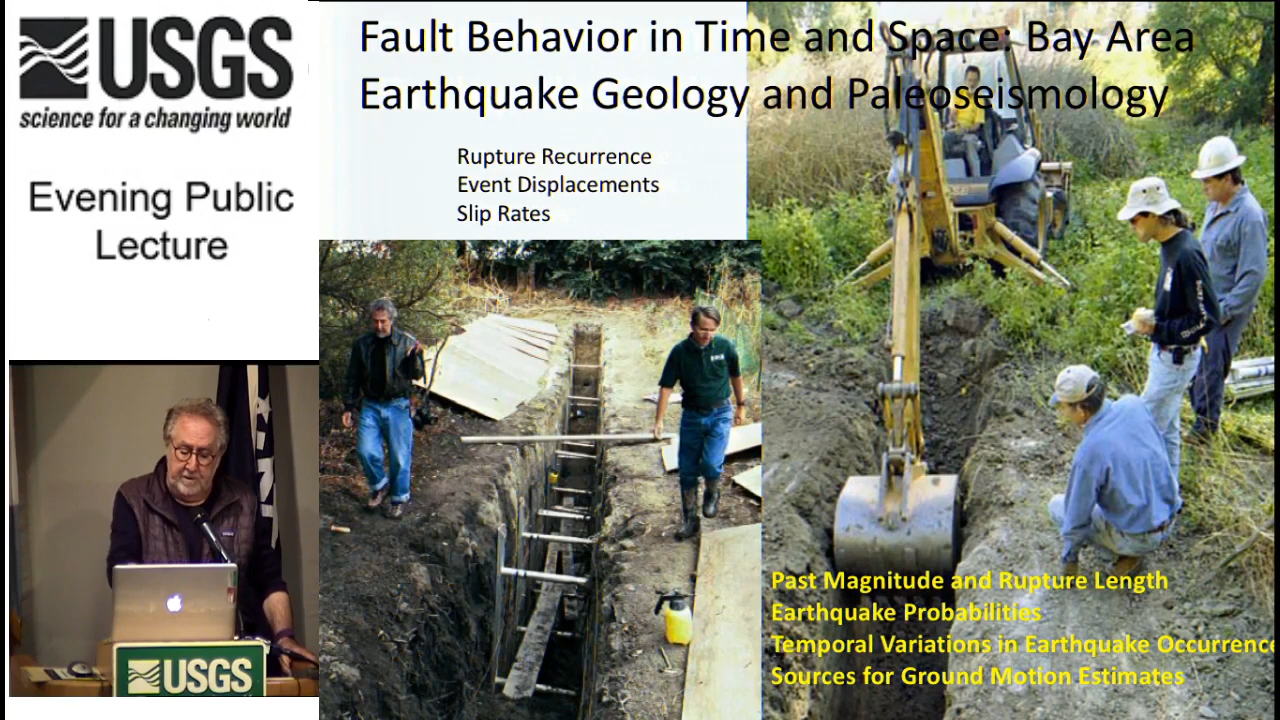 USGS
science for a changing world
Evening Public
Lecture
Fault Behavior in Time and Space: Bay Area
Earthquake Geology and Paleoseismology
Rupture Recurrence
Event Displacements
Slip Rates
Past Magnitude and Rupture Length
Earthquake Probabilities
Temporal Variations in Earthquake Occurrence
Sources for Ground Motion Estimates
USGS